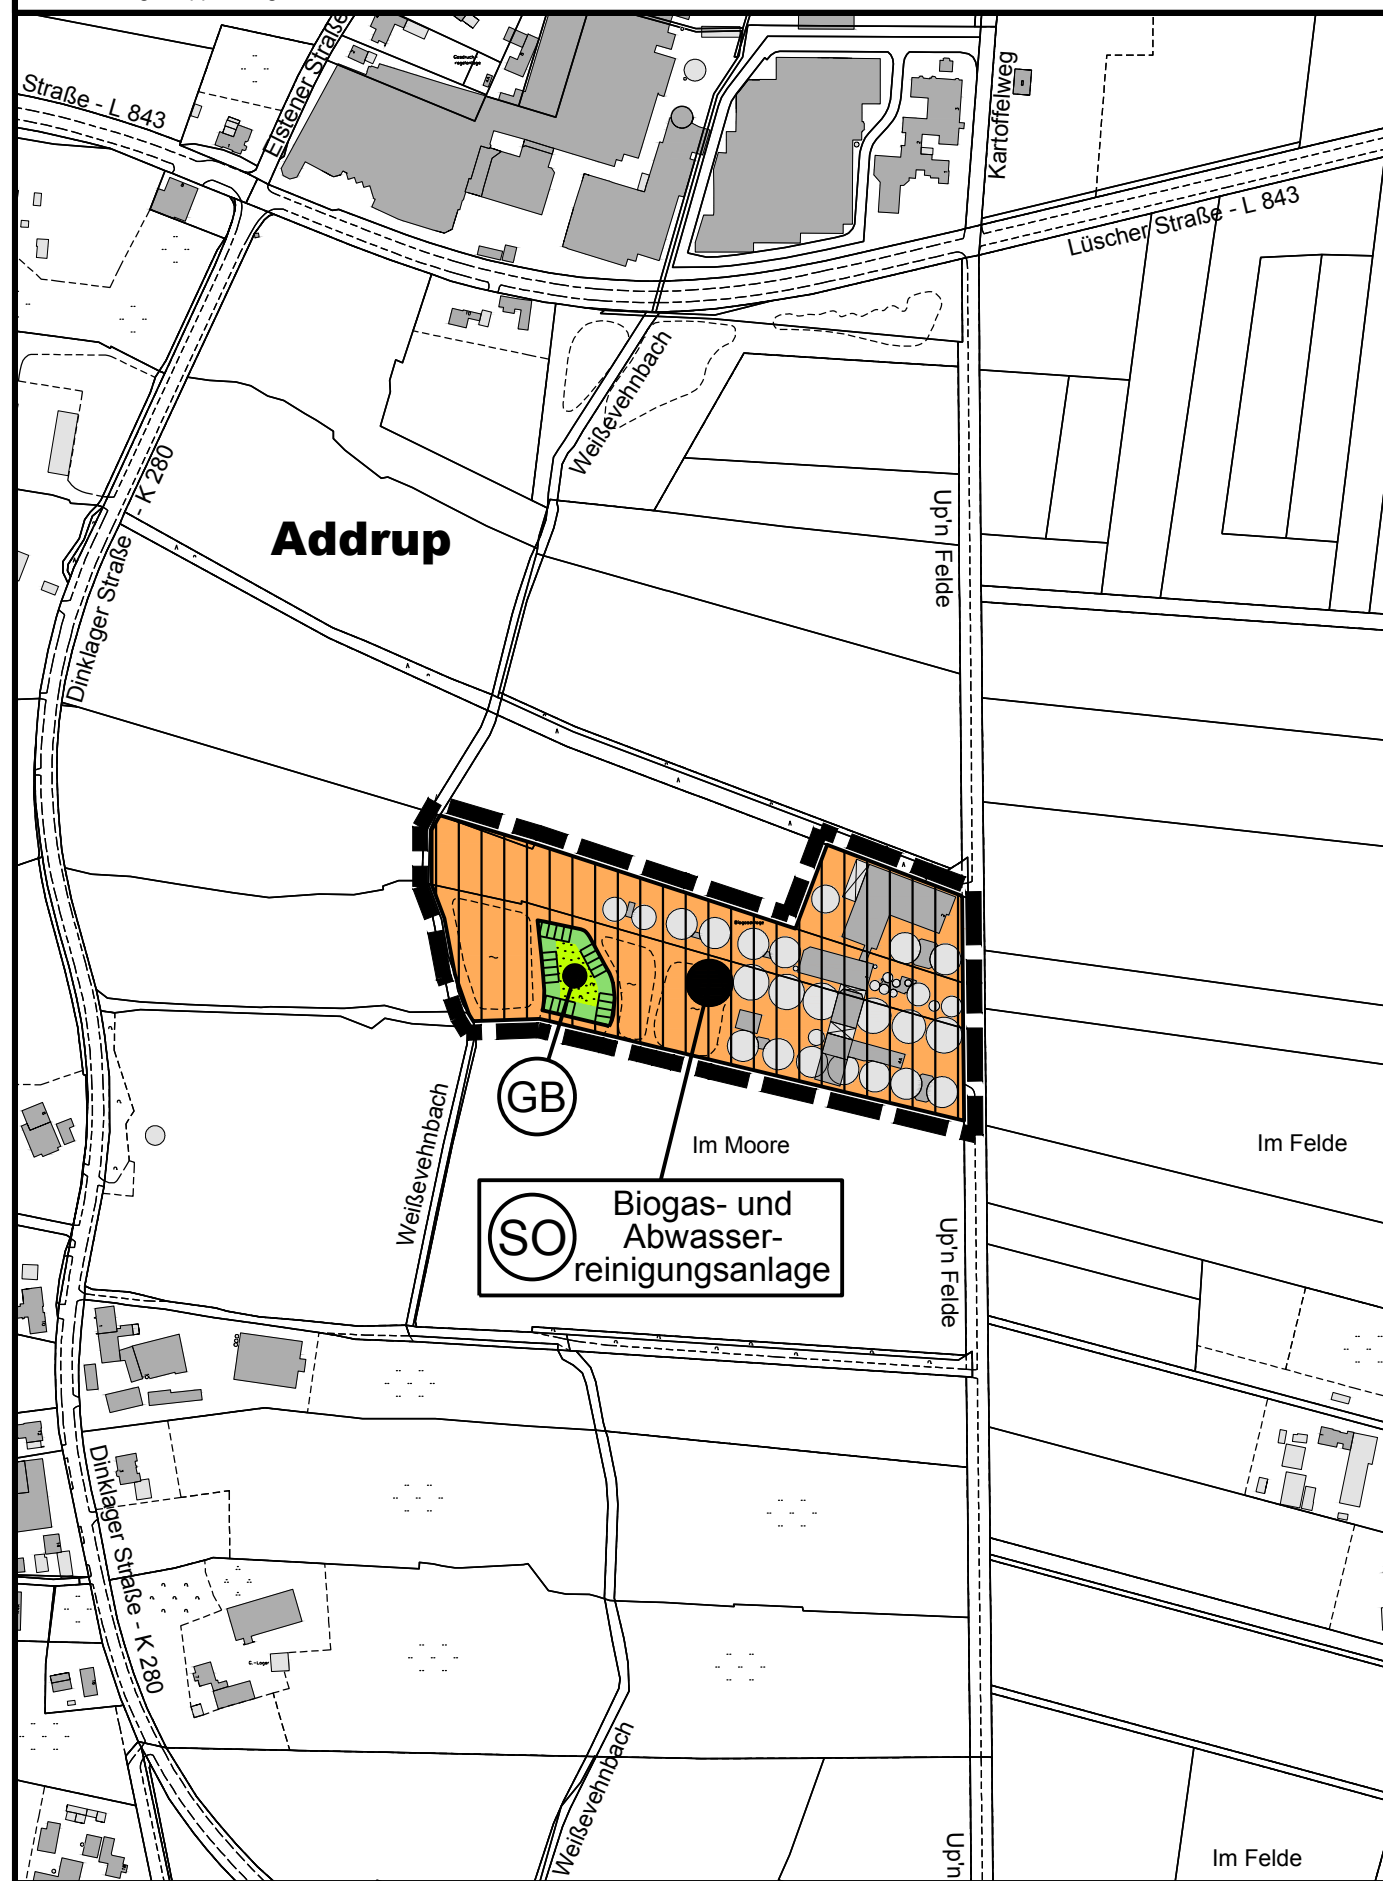 Straße - L 843
Elstener Straße
Kartoffelweg
Lüscher Straße - L 843
Weißevehnbach
Dinklager Straße - K 280
Addrup
Up'n Felde
GB
Weißevehnbach
Im Moore
Im Felde
SO
Biogas- und
Abwasser-
reinigungsanlage
Up'n Felde
Dinklager Straße - K 280
Weißevehnbach
Up'n
Im Felde